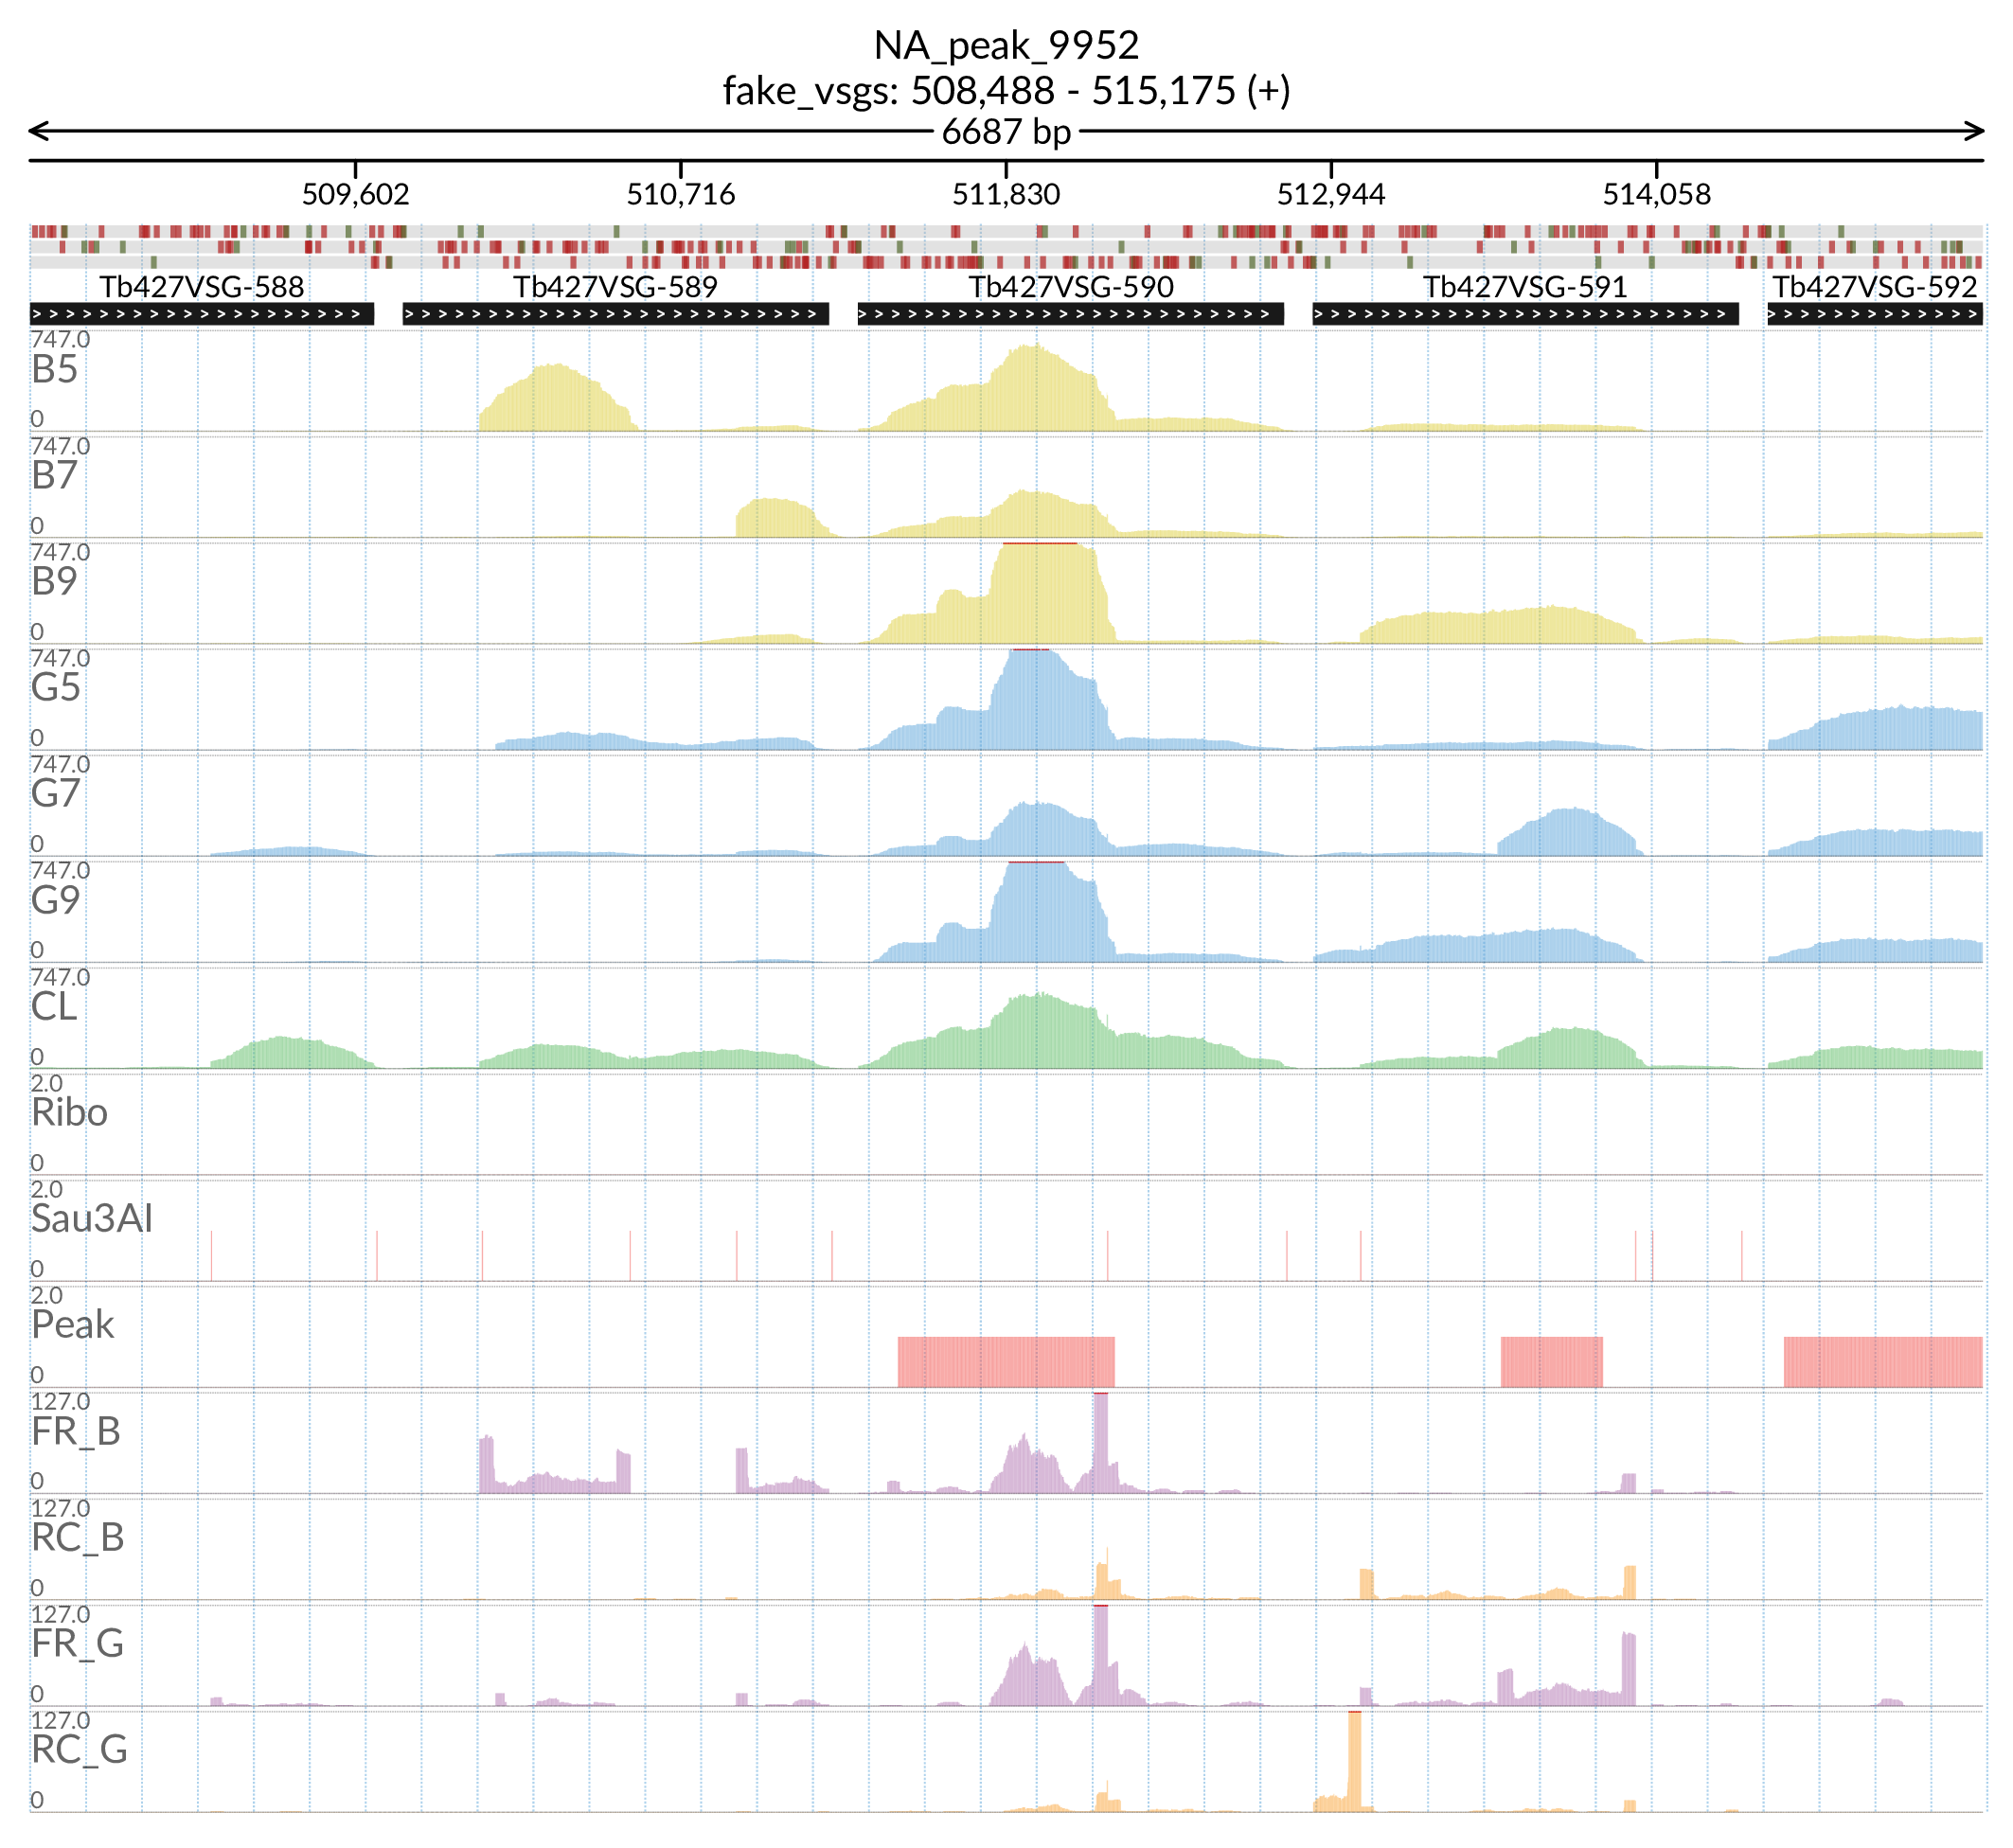 NA_peak_9952
fake_vsgs: 508,488 - 515,175 (+)
6687 bp
509,602 510,716 511,830 512,944 514,058
Tb427VSG-588 Tb427VSG-589 Tb427VSG-590 Tb427VSG-591 Tb427VSG-592
747.0
B5
0
747.0
B7
0
747.0
B9
0
747.0
G5
0
747.0
G7
0
747.0
G9
0
747.0
CL
0
2.0
Ribo
0
2.0
Sau3AI
0
2.0
Peak
0
127.0
FR_B
0
127.0
RC_B
0
127.0
FR_G
0
127.0
RC_G
0